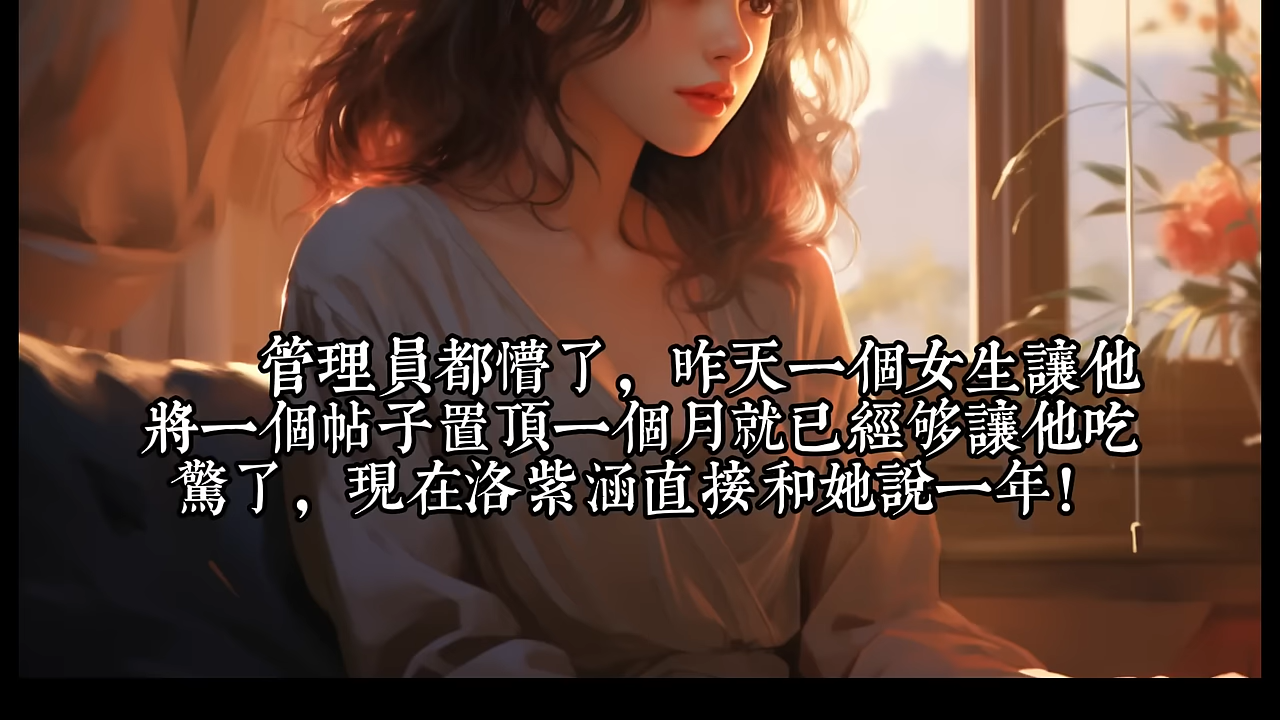 管理員都懵了，昨天一個女生讓他
將一個帖子置頂一個月就已經够讓他吃
驚了，現在洛紫涵直接和她說一年！